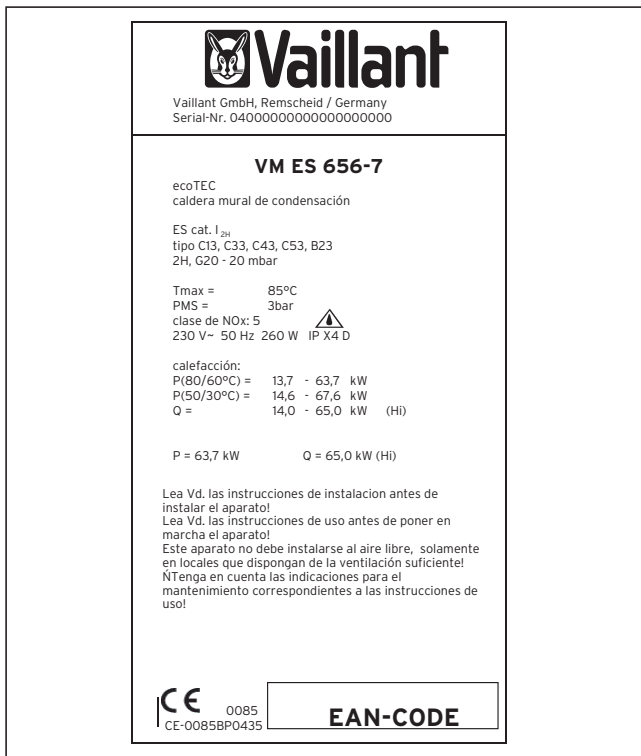 Vaillant
Vaillant GmbH, Remscheid / Germany
Serial-Nr. 04000000000000000000
VM ES 656-7
ecoTEC
caldera mural de condensación
ES cat. I 2H
tipo C13, C33, C43, C53, B23
2H, G20 - 20 mbar
Tmax = 85°C
PMS = 3bar
clase de NOx: 5
230 V~ 50 Hz 260 W IP X4 D
calefacción:
P(80/60°C) = 13,7 - 63,7 kW
P(50/30°C) = 14,6 - 67,6 kW
Q = 14,0 - 65,0 kW (Hi)
P = 63,7 kW Q = 65,0 kW (Hi)
Lea Vd. las instrucciones de instalacion antes de
instalar el aparato!
Lea Vd. las instrucciones de uso antes de poner en
marcha el aparato!
Este aparato no debe instalarse al aire libre, solamente
en locales que dispongan de la ventilación suficiente!
ŃTenga en cuenta las indicaciones para el
mantenimiento correspondientes a las instrucciones de
uso!
CE 0085
CE-0085BP0435
EAN-CODE